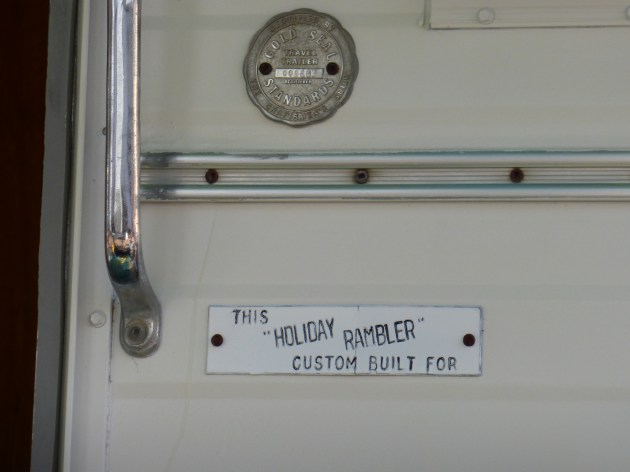 GOLD SEAL
TRAVEL
TRAILER
STANDARDS
THIS
"HOLIDAY RAMBLER"
CUSTOM BUILT FOR